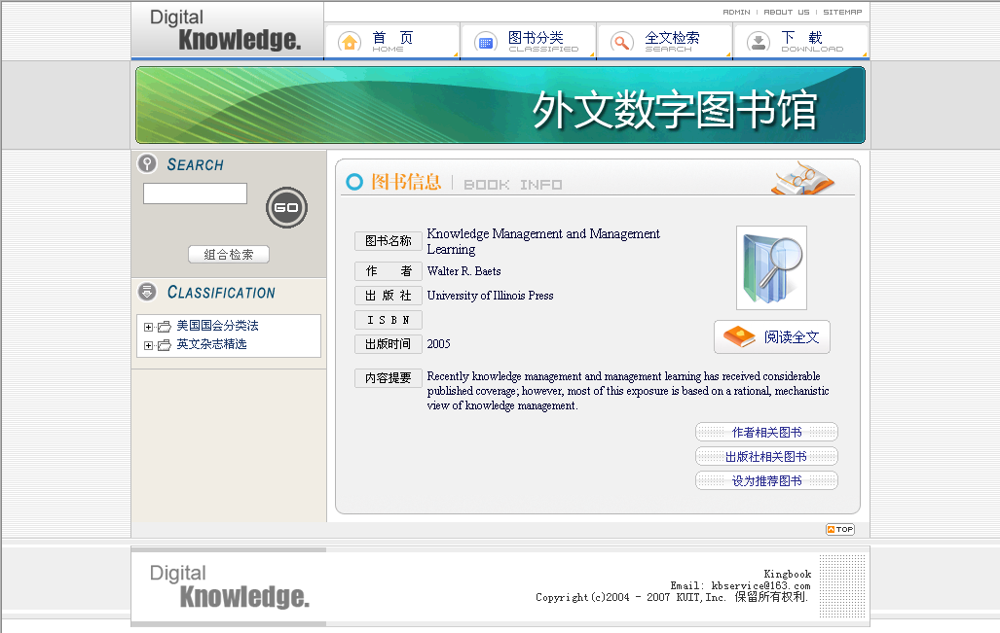 Digital
Knowledge.
ADMIN | ABOUT US | SITEMAP
首 页
HOME
图书分类
CLASSIFIED
全文检索
SEARCH
下 载
DOWNLOAD
外文数字图书馆
SEARCH
GO
组合检索
CLASSIFICATION
美国国会分类法
英文杂志精选
图书信息 | BOOK INFO
图书名称 Knowledge Management and Management
Learning
作 者 Walter R. Baets
出 版 社 University of Illinois Press
I S B N
出版时间 2005
阅读全文
内容提要 Recently knowledge management and management learning has received considerable
published coverage; however, most of this exposure is based on a rational, mechanistic
view of knowledge management.
作者相关图书
出版社相关图书
设为推荐图书
TOP
Digital
Knowledge.
Kingbook
Email: kbservice@163.com
Copyright(c)2004 - 2007 KUIT,Inc. 保留所有权利.